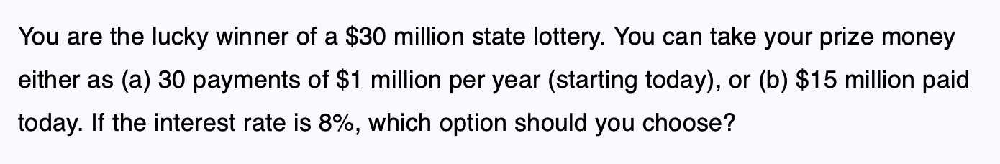 You are the lucky winner of a $30 million state lottery. You can take your prize money
either as (a) 30 payments of $1 million per year (starting today), or (b) $15 million paid
today. If the interest rate is 8%, which option should you choose?